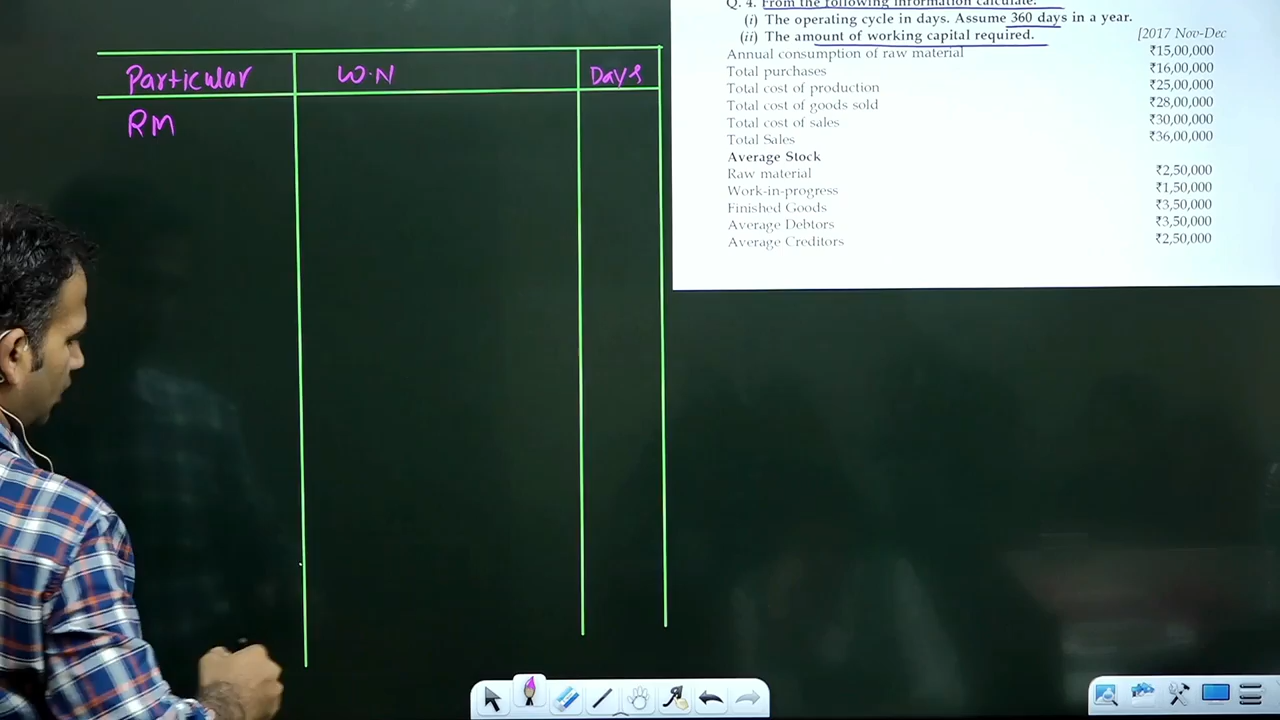 Particular W.N Days
RM
Q. 4. From the following information calculate:
(i) The operating cycle in days. Assume 360 days in a year.
(ii) The amount of working capital required.
[2017 Nov-Dec
Annual consumption of raw material ₹15,00,000
Total purchases ₹16,00,000
Total cost of production ₹25,00,000
Total cost of goods sold ₹28,00,000
Total cost of sales ₹30,00,000
Total Sales ₹36,00,000
Average Stock
Raw material ₹2,50,000
Work-in-progress ₹1,50,000
Finished Goods ₹3,50,000
Average Debtors ₹3,50,000
Average Creditors ₹2,50,000